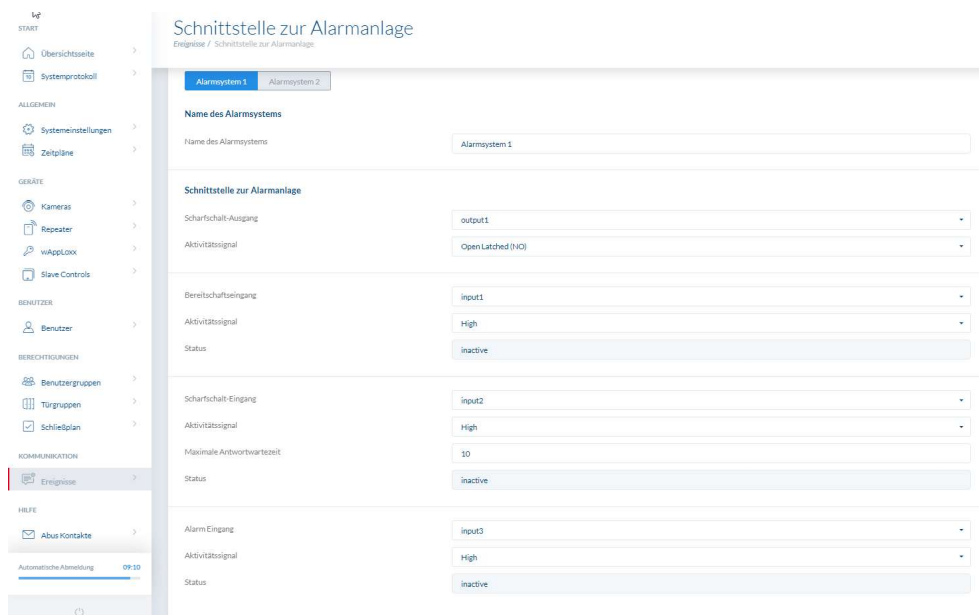 START
Übersichtsseite
Systemprotokoll
ALLGEMEIN
Systemeinstellungen
Zeitpläne
GERÄTE
Kameras
Repeater
wAppLoxx
Slave Controls
BENUTZER
Benutzer
BERECHTIGUNGEN
Benutzergruppen
Türgruppen
Schließplan
KOMMUNIKATION
Ereignisse
HILFE
Abus Kontakte
Automatische Abmeldung 09:10
Schnittstelle zur Alarmanlage
Ereignisse / Schnittstelle zur Alarmanlage
Alarmsystem 1 Alarmsystem 2
Name des Alarmsystems
Name des Alarmsystems Alarmsystem 1
Schnittstelle zur Alarmanlage
Scharfschalt-Ausgang output1
Aktivitätssignal Open Latched (NO)
Bereitschaftseingang input1
Aktivitätssignal High
Status inactive
Scharfschalt-Eingang input2
Aktivitätssignal High
Maximale Antwortwartezeit 10
Status inactive
Alarm Eingang input3
Aktivitätssignal High
Status inactive